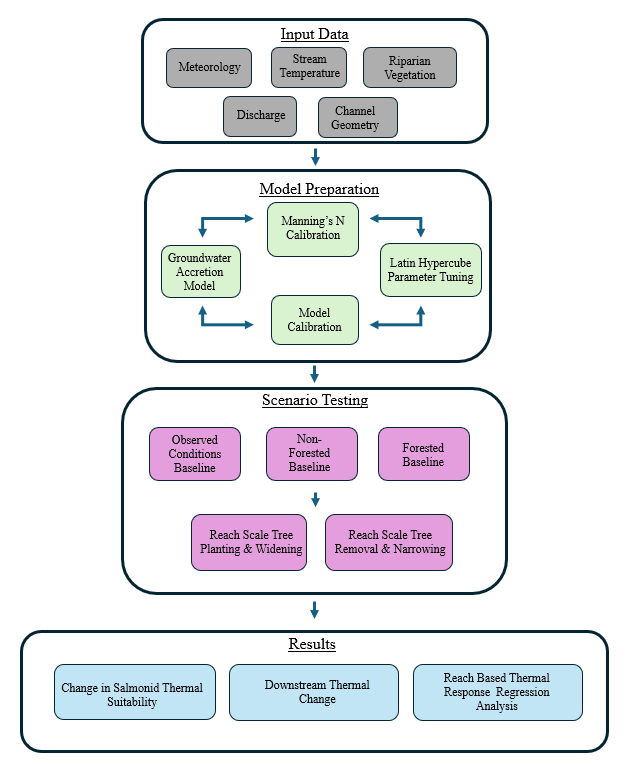 Input Data
Meteorology
Stream
Temperature
Riparian
Vegetation
Discharge
Channel
Geometry
Model Preparation
Manning's N
Calibration
Groundwater
Accretion
Model
Latin Hypercube
Parameter Tuning
Model
Calibration
Scenario Testing
Observed
Conditions
Baseline
Non-
Forested
Baseline
Forested
Baseline
Reach Scale Tree
Planting & Widening
Reach Scale Tree
Removal & Narrowing
Results
Change in Salmonid Thermal
Suitability
Downstream Thermal
Change
Reach Based Thermal
Response Regression
Analysis